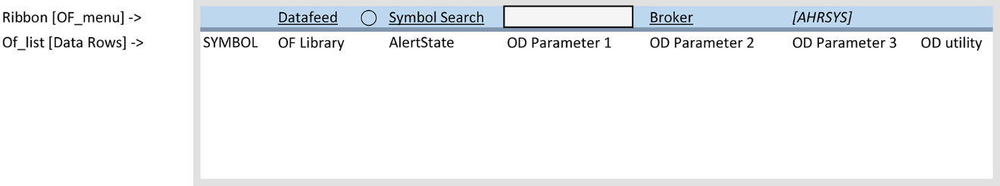 Ribbon [OF_menu] -> Datafeed Symbol Search Broker [AHRSYS]
Of_list [Data Rows] -> SYMBOL OF Library AlertState OD Parameter 1 OD Parameter 2 OD Parameter 3 OD utility